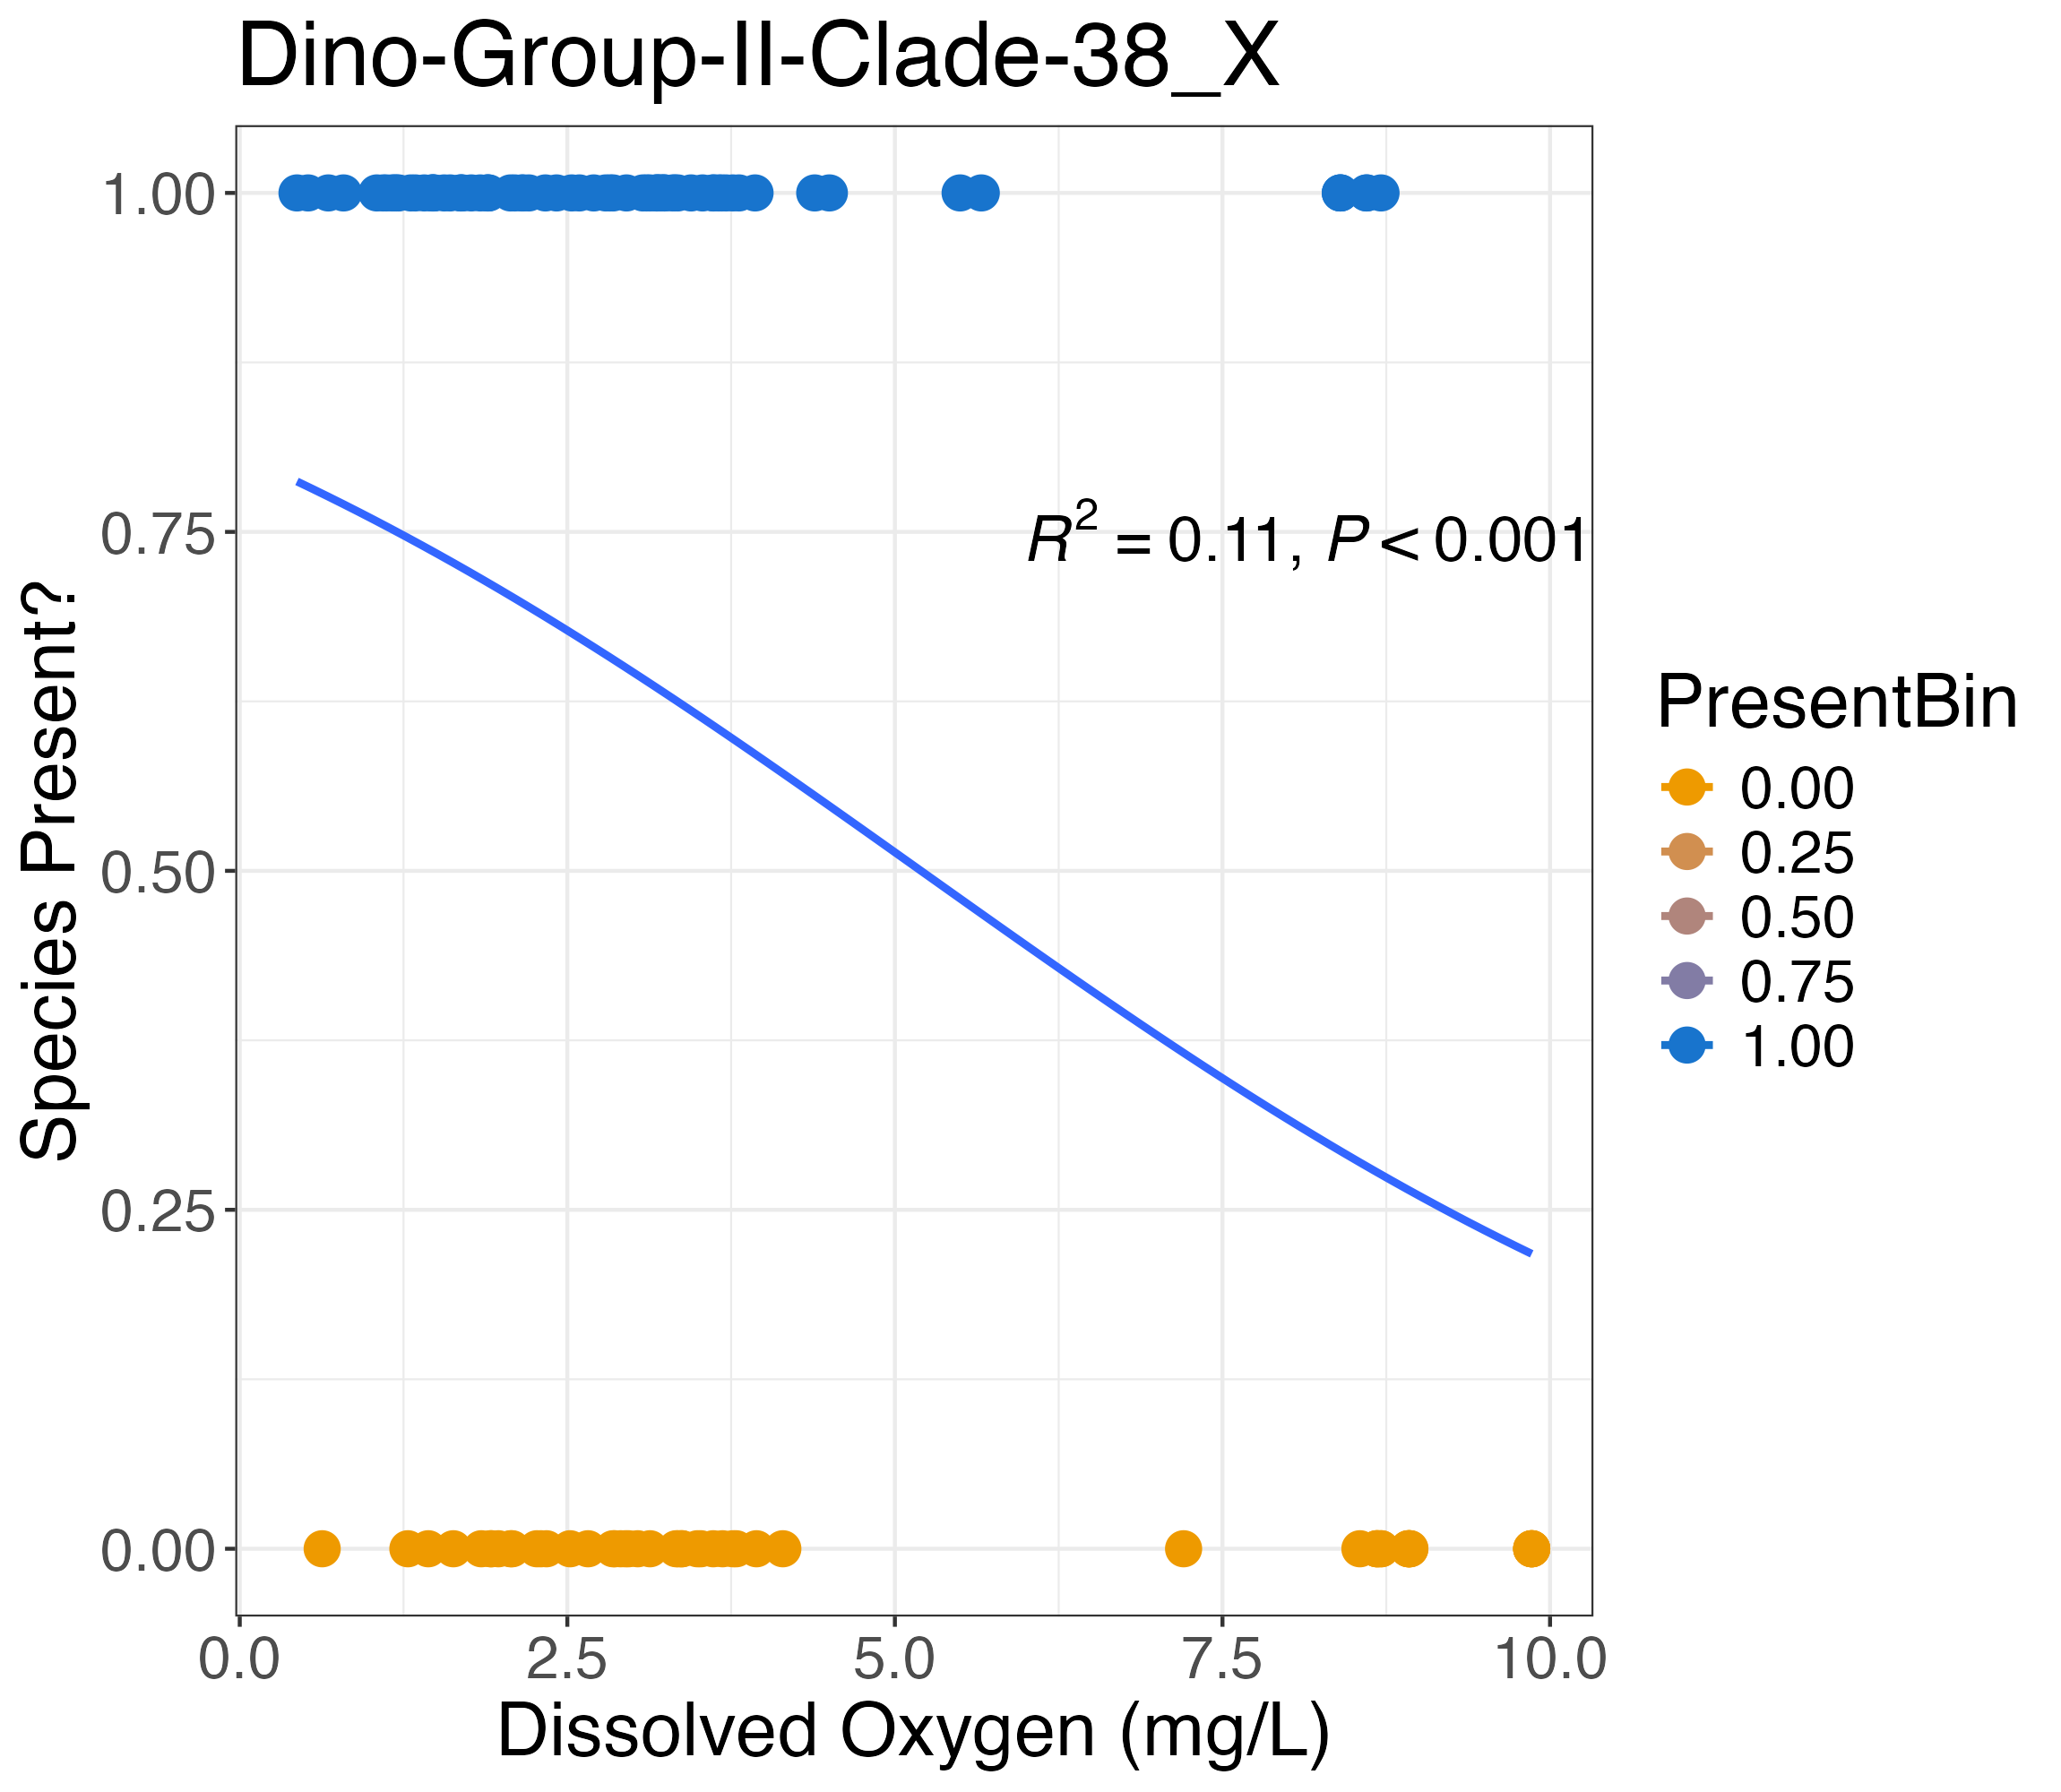 Dino-Group-II-Clade-38_X
1.00
0.75
0.50
0.25
0.00
Species Present?
R² = 0.11, P < 0.001
0.0 2.5 5.0 7.5 10.0
Dissolved Oxygen (mg/L)
PresentBin
0.00
0.25
0.50
0.75
1.00